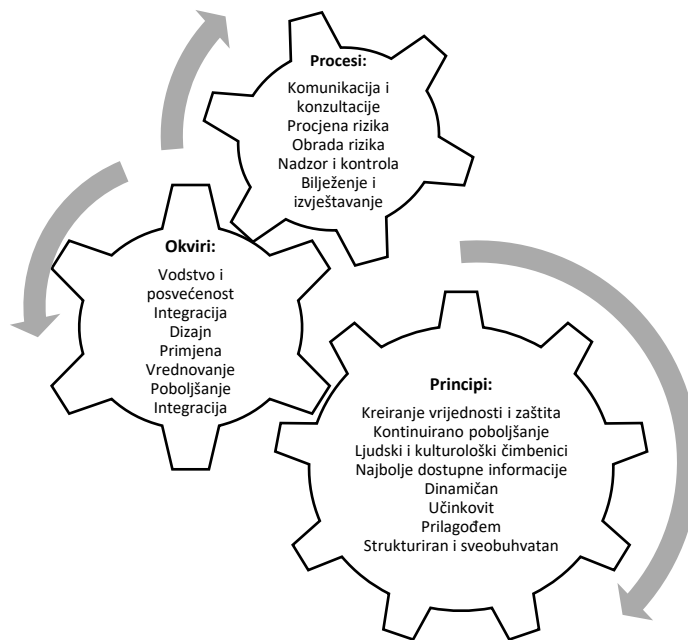 Procesi:
Komunikacija i
konzultacije
Procjena rizika
Obrada rizika
Nadzor i kontrola
Bilježenje i
izvještavanje
Okviri:
Vodstvo i
posvećenost
Integracija
Dizajn
Primjena
Vrednovanje
Poboljšanje
Integracija
Principi:
Kreiranje vrijednosti i zaštita
Kontinuirano poboljšanje
Ljudski i kulturološki čimbenici
Najbolje dostupne informacije
Dinamičan
Učinkovit
Prilagođem
Strukturiran i sveobuhvatan